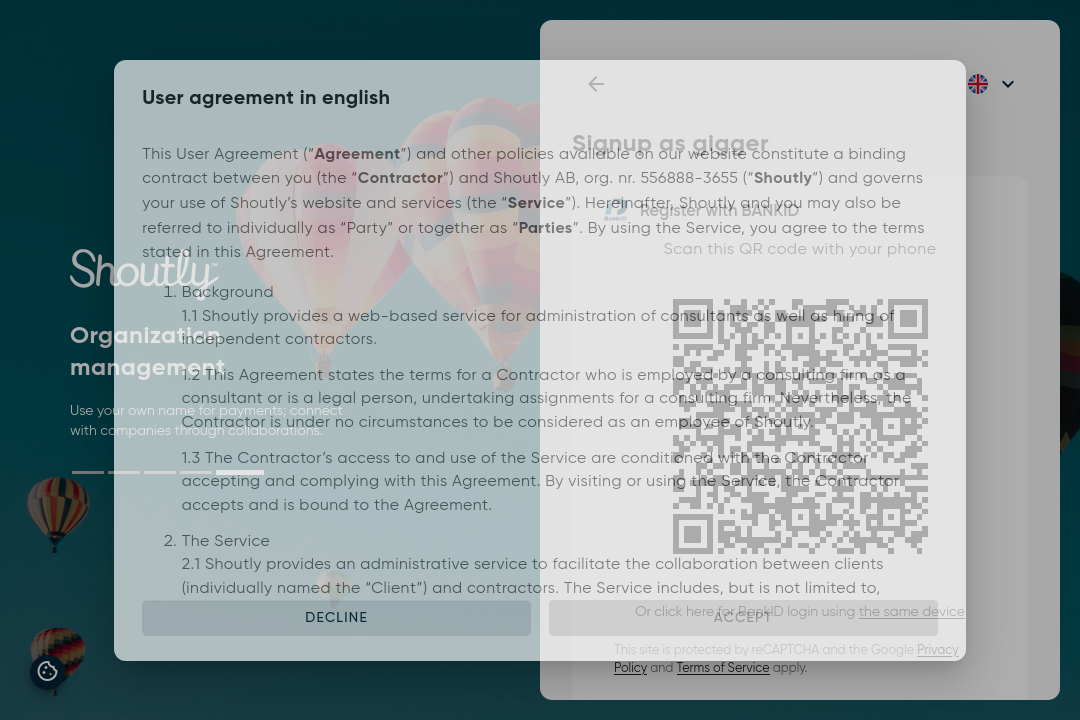 User agreement in english
This User Agreement (“Agreement”) and other policies available on our website constitute a binding
contract between you (the “Contractor”) and Shoutly AB, org. nr. 556888-3655 (“Shoutly”) and governs
your use of Shoutly’s website and services (the “Service”). Hereinafter, Shoutly and you may also be
referred to individually as “Party” or together as “Parties”. By using the Service, you agree to the terms
stated in this Agreement.
1. Background
1.1 Shoutly provides a web-based service for administration of consultants as well as hiring of
independent contractors.
1.2 This Agreement states the terms for a Contractor who is employed by a consulting firm as a
consultant or is a legal person, undertaking assignments for a consulting firm. Nevertheless, the
Contractor is under no circumstances to be considered as an employee of Shoutly.
1.3 The Contractor’s access to and use of the Service are conditioned with the Contractor
accepting and complying with this Agreement. By visiting or using the Service, the Contractor
accepts and is bound to the Agreement.
2. The Service
2.1 Shoutly provides an administrative service to facilitate the collaboration between clients
(individually named the “Client”) and contractors. The Service includes, but is not limited to,
DECLINE
ACCEPT
Shoutly™
Organization
management
Use your own name for payments; connect
with companies through collaborations.
Signup as gigger
BankID
Register with BANKID
Scan this QR code with your phone
Or click here for BankID login using the same device
This site is protected by reCAPTCHA and the Google Privacy
Policy and Terms of Service apply.